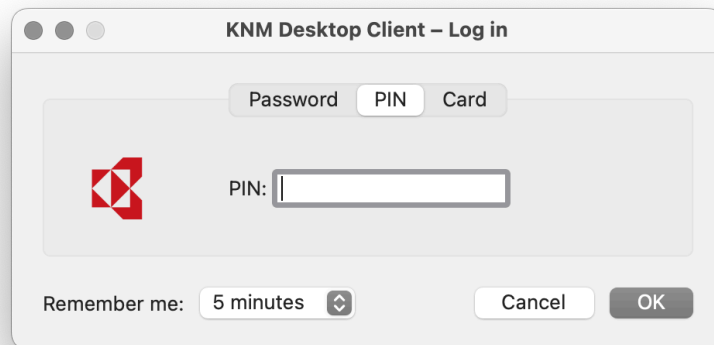 KNM Desktop Client – Log in
Password PIN Card
PIN:
Remember me: 5 minutes Cancel OK